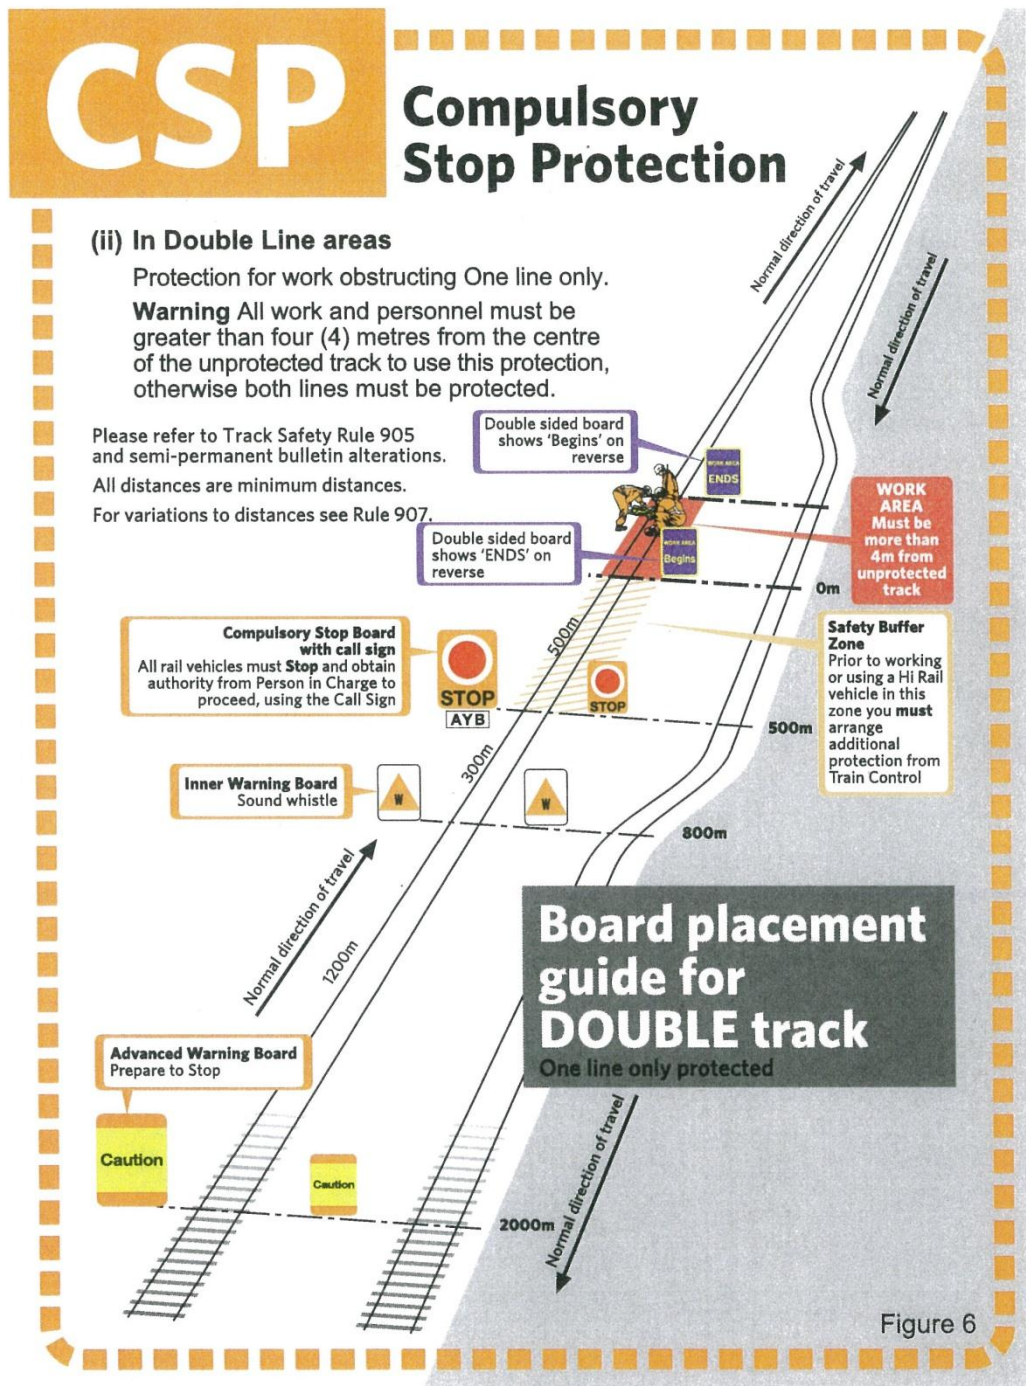 CSP
Compulsory
Stop Protection
(ii) In Double Line areas
Protection for work obstructing One line only.
Warning All work and personnel must be
greater than four (4) metres from the centre
of the unprotected track to use this protection,
otherwise both lines must be protected.
Please refer to Track Safety Rule 905
and semi-permanent bulletin alterations.
All distances are minimum distances.
For variations to distances see Rule 907.
Normal direction of travel
Normal direction of travel
Double sided board
shows 'Begins' on
reverse
WORK AREA
ENDS
WORK
AREA
Must be
more than
4m from
unprotected
track
Double sided board
shows 'ENDS' on
reverse
WORK AREA
Begins
0m
Compulsory Stop Board
with call sign
All rail vehicles must Stop and obtain
authority from Person in Charge to
proceed, using the Call Sign
STOP
AYB
500m
STOP
500m
Safety Buffer
Zone
Prior to working
or using a Hi Rail
vehicle in this
zone you must
arrange
additional
protection from
Train Control
Inner Warning Board
Sound whistle
W
300m
W
800m
Normal direction of travel
1200m
Board placement
guide for
DOUBLE track
One line only protected
Advanced Warning Board
Prepare to Stop
Caution
Caution
2000m
Normal direction of travel
Figure 6